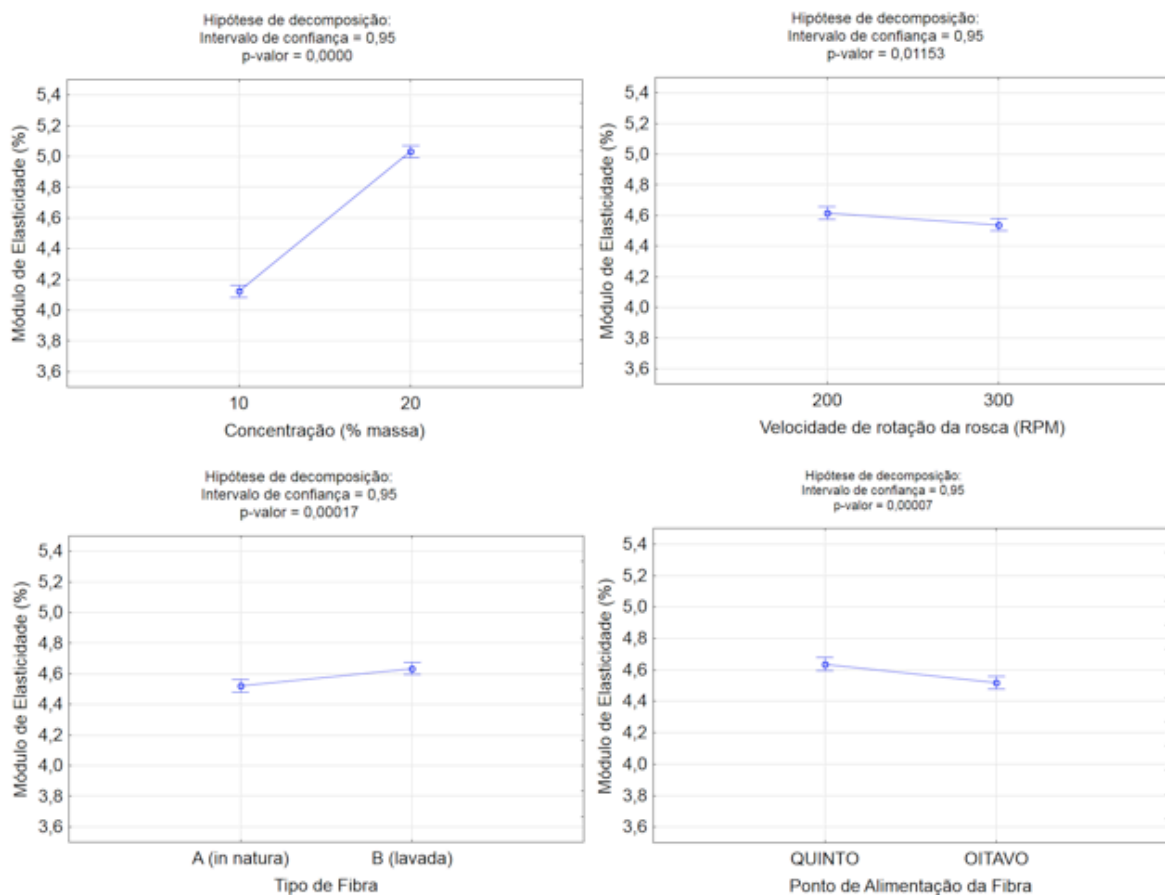 Hipótese de decomposição:
Intervalo de confiança = 0,95
p-valor = 0,0000
Módulo de Elasticidade (%)
5,4
5,2
5,0
4,8
4,6
4,4
4,2
4,0
3,8
3,6
10
20
Concentração (% massa)
Hipótese de decomposição:
Intervalo de confiança = 0,95
p-valor = 0,01153
Módulo de Elasticidade (%)
5,4
5,2
5,0
4,8
4,6
4,4
4,2
4,0
3,8
3,6
200
300
Velocidade de rotação da rosca (RPM)
Hipótese de decomposição:
Intervalo de confiança = 0,95
p-valor = 0,00017
Módulo de Elasticidade (%)
5,4
5,2
5,0
4,8
4,6
4,4
4,2
4,0
3,8
3,6
A (in natura)
B (lavada)
Tipo de Fibra
Hipótese de decomposição:
Intervalo de confiança = 0,95
p-valor = 0,00007
Módulo de Elasticidade (%)
5,4
5,2
5,0
4,8
4,6
4,4
4,2
4,0
3,8
3,6
QUINTO
OITAVO
Ponto de Alimentação da Fibra